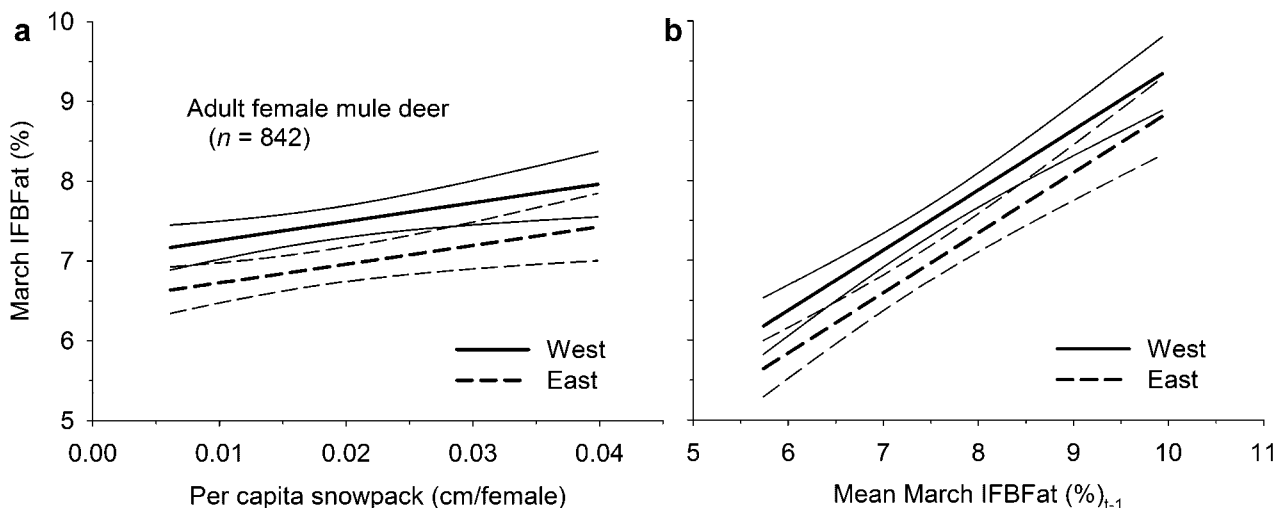 a
10
9
8
7
6
5
March IFBFat (%)
Adult female mule deer
(n = 842)
West
East
0.00 0.01 0.02 0.03 0.04
Per capita snowpack (cm/female)
b
West
East
5 6 7 8 9 10 11
Mean March IFBFat (%)t-1